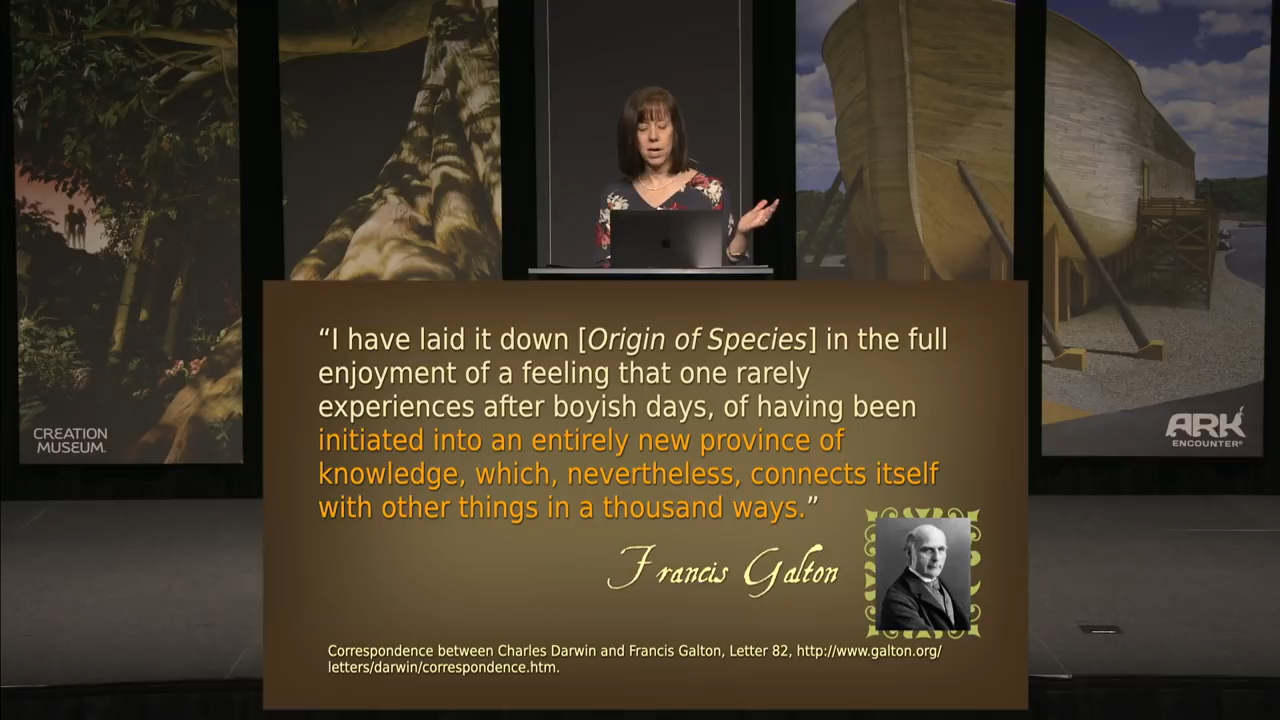 “I have laid it down [Origin of Species] in the full
enjoyment of a feeling that one rarely
experiences after boyish days, of having been
initiated into an entirely new province of
knowledge, which, nevertheless, connects itself
with other things in a thousand ways.”
Francis Galton
Correspondence between Charles Darwin and Francis Galton, Letter 82, http://www.galton.org/
letters/darwin/correspondence.htm.
CREATION
MUSEUM.
ARK
ENCOUNTER®